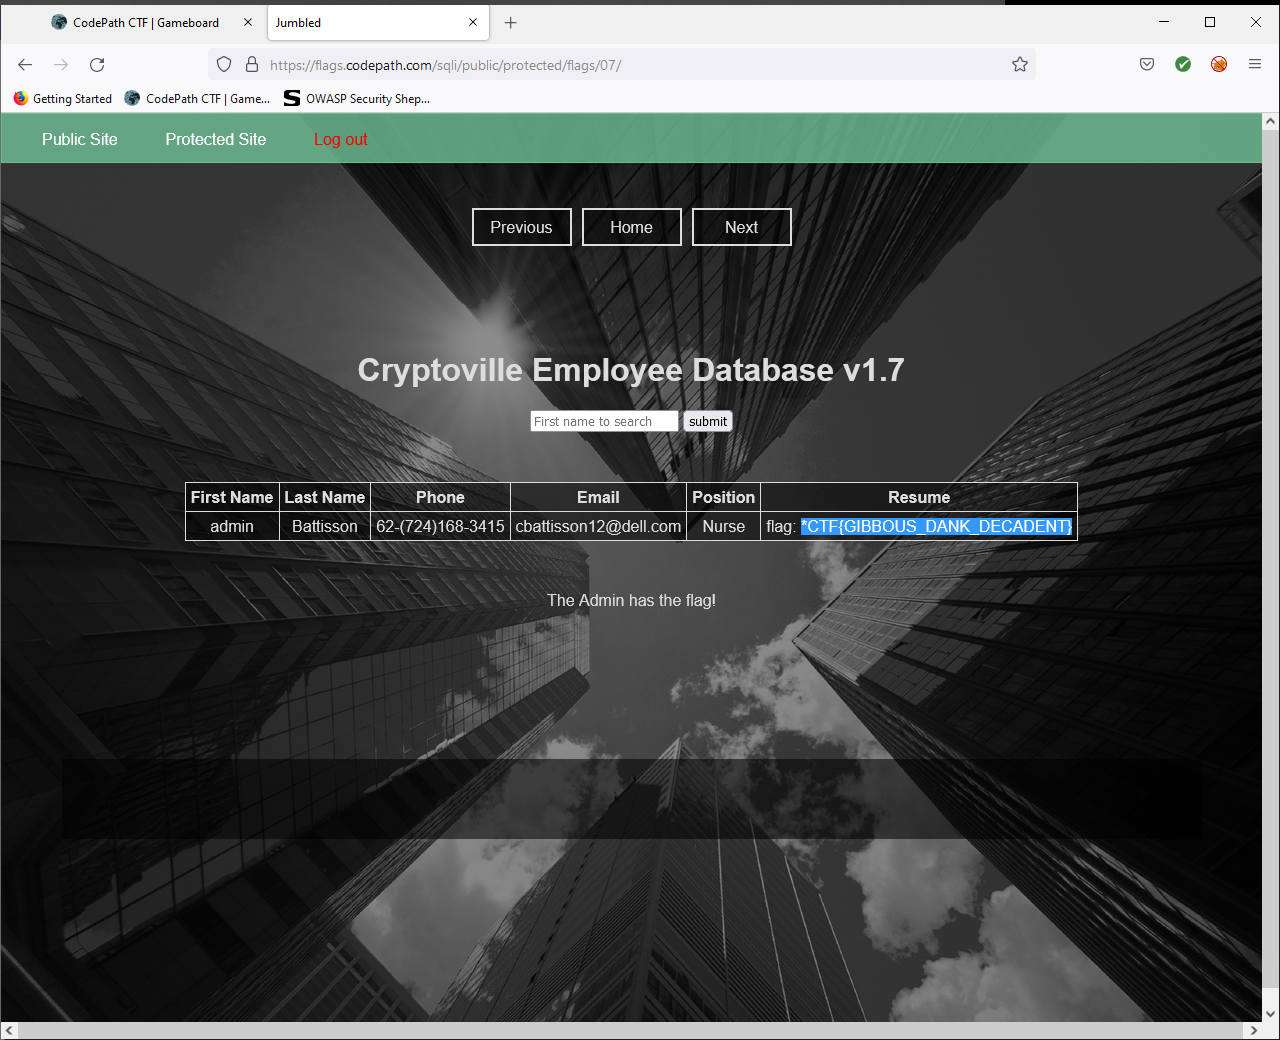 CodePath CTF | Gameboard
Jumbled
https://flags.codepath.com/sqli/public/protected/flags/07/
Getting Started CodePath CTF | Game... OWASP Security Shep...
Public Site Protected Site Log out
Previous Home Next
Cryptoville Employee Database v1.7
First name to search submit
First Name Last Name Phone Email Position Resume
admin Battisson 62-(724)168-3415 cbattisson12@dell.com Nurse flag: *CTF{GIBBOUS_DANK_DECADENT}
The Admin has the flag!